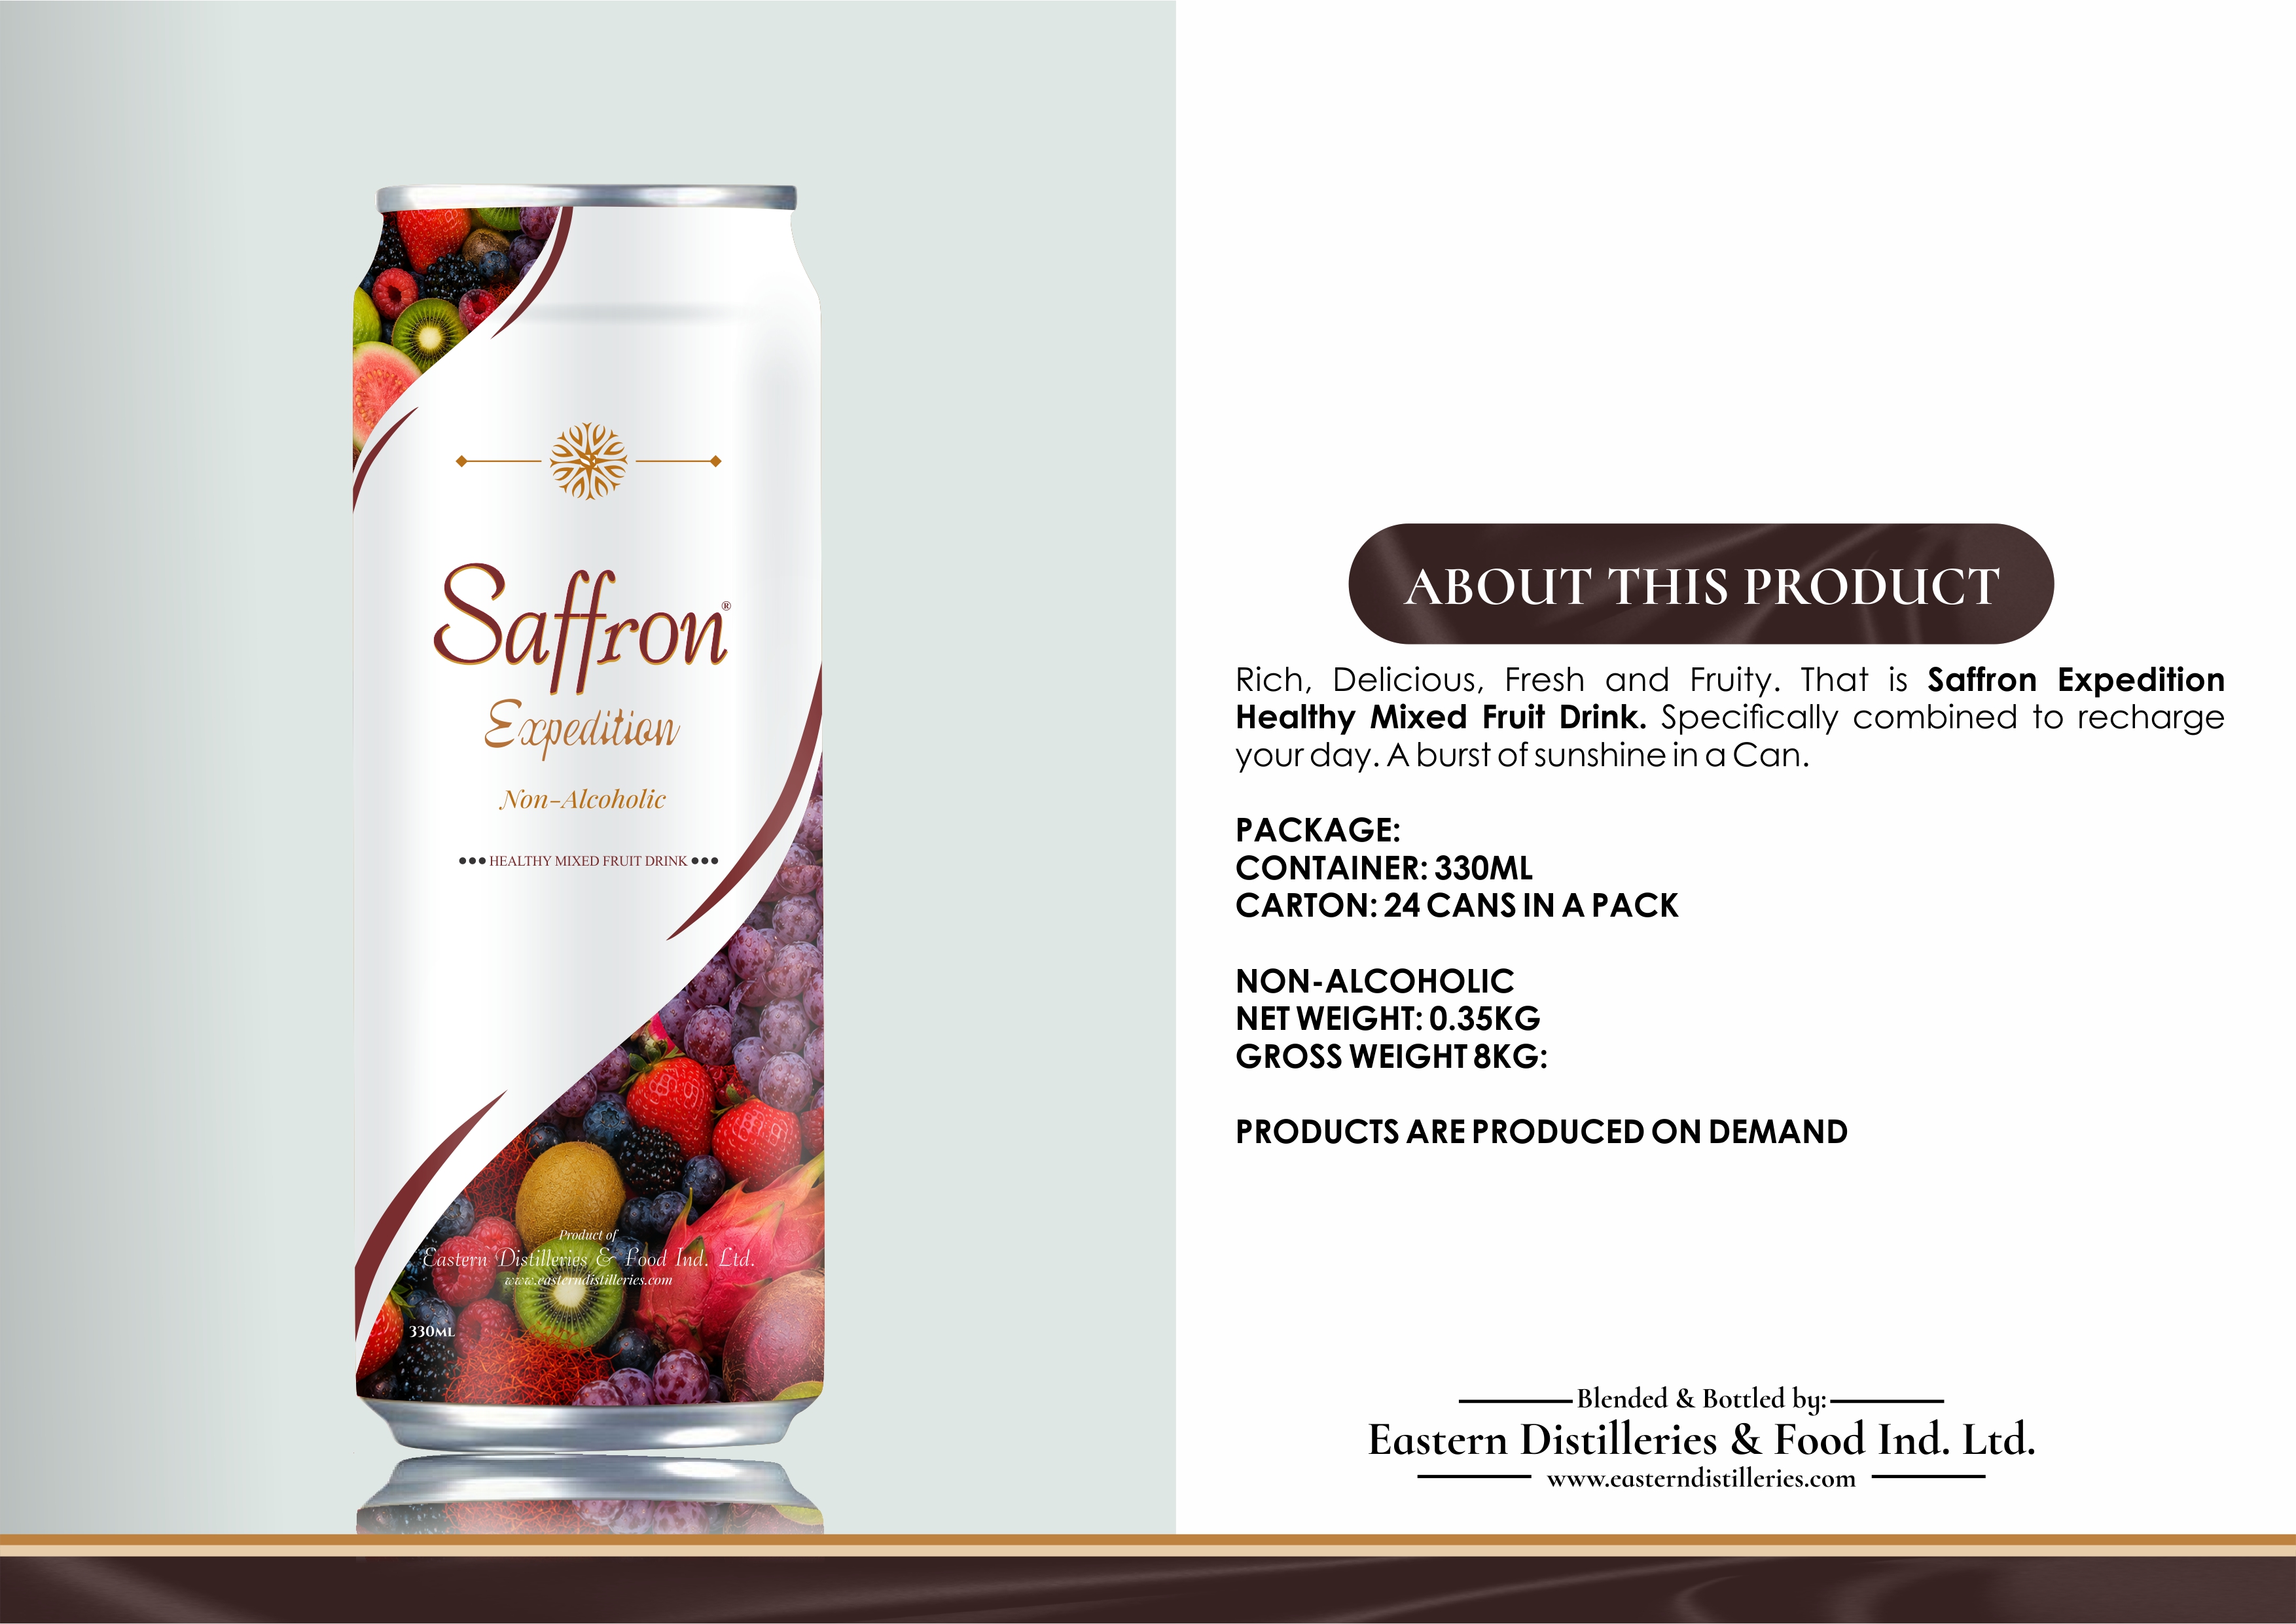 Saffron®
Expedition
Non-Alcoholic
●●● HEALTHY MIXED FRUIT DRINK ●●●
Product of
Eastern Distilleries & Food Ind. Ltd.
www.easterndistilleries.com
330ML
ABOUT THIS PRODUCT
Rich, Delicious, Fresh and Fruity. That is Saffron Expedition
Healthy Mixed Fruit Drink. Specifically combined to recharge
your day. A burst of sunshine in a Can.
PACKAGE:
CONTAINER: 330ML
CARTON: 24 CANS IN A PACK
NON-ALCOHOLIC
NET WEIGHT: 0.35KG
GROSS WEIGHT 8KG:
PRODUCTS ARE PRODUCED ON DEMAND
Blended & Bottled by:
Eastern Distilleries & Food Ind. Ltd.
www.easterndistilleries.com